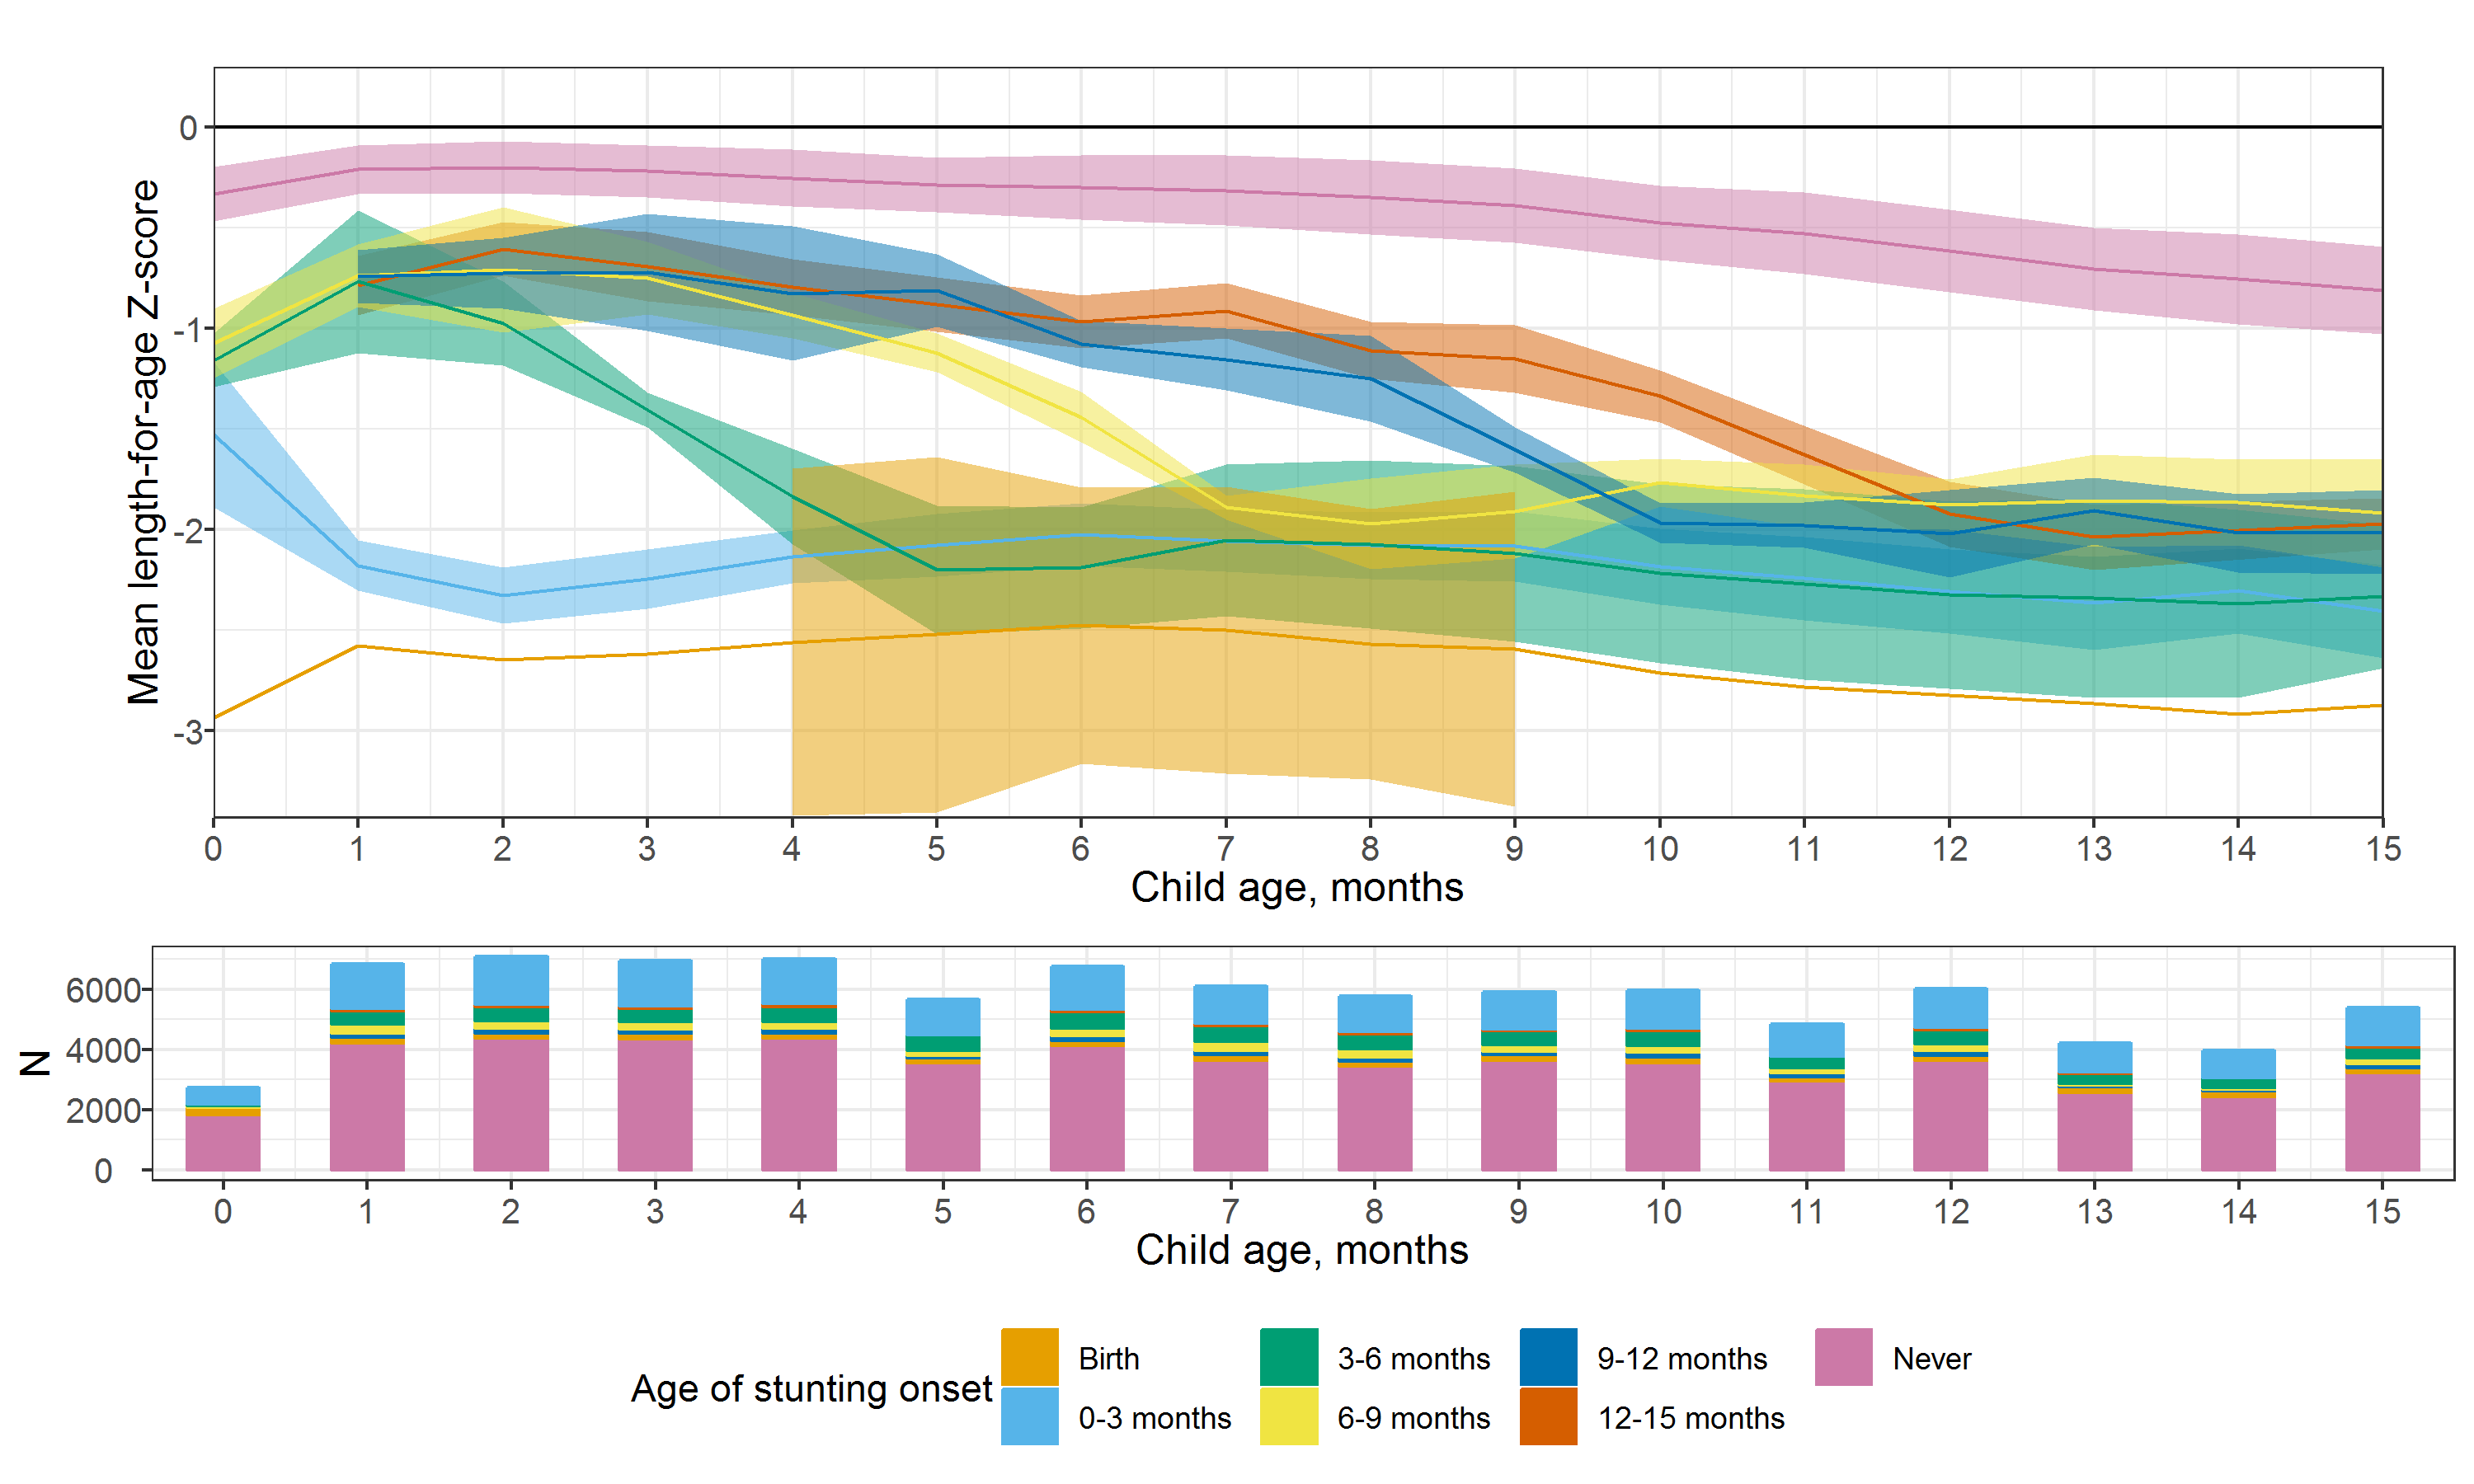 Mean length-for-age Z-score
0
-1
-2
-3
0 1 2 3 4 5 6 7 8 9 10 11 12 13 14 15
Child age, months
N
6000
4000
2000
0
0 1 2 3 4 5 6 7 8 9 10 11 12 13 14 15
Child age, months
Age of stunting onset
Birth 3-6 months 9-12 months Never
0-3 months 6-9 months 12-15 months